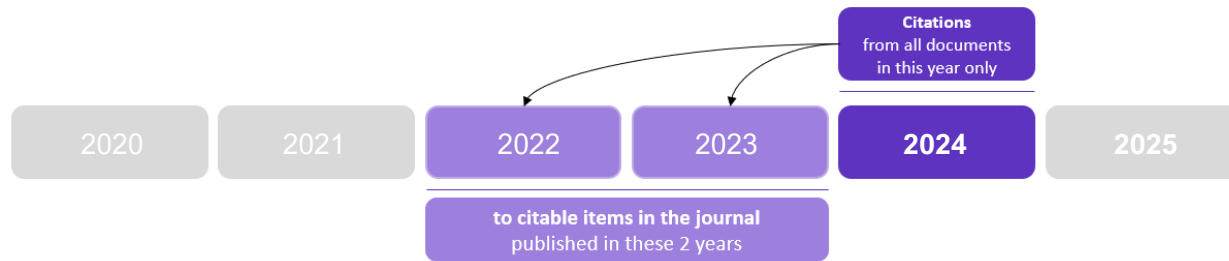 Citations
from all documents
in this year only
2020
2021
2022
2023
2024
2025
to citable items in the journal
published in these 2 years